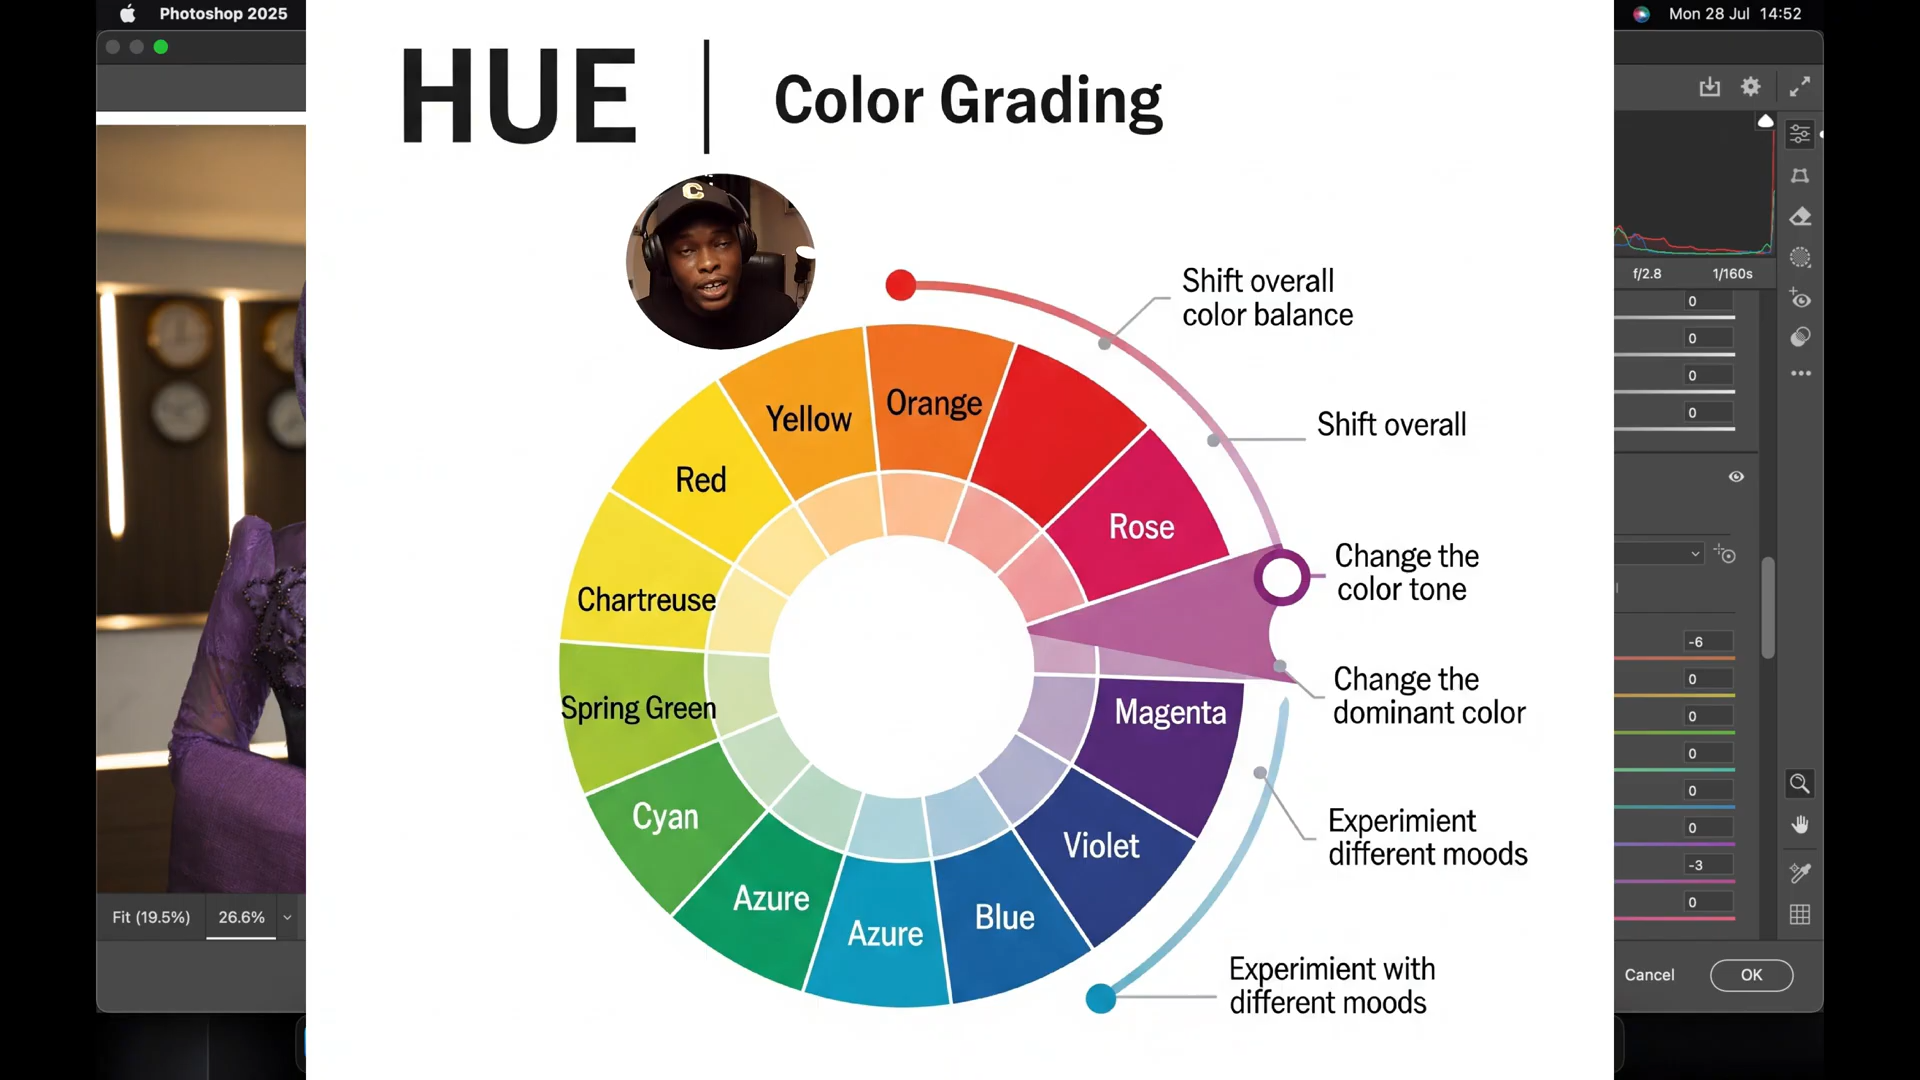 Photoshop 2025
Mon 28 Jul 14:52
HUE
Color Grading
C
Shift overall
color balance
Shift overall
Change the
color tone
Change the
dominant color
Experimient
different moods
Experimient with
different moods
Orange
Yellow
Red
Rose
Chartreuse
Spring Green
Magenta
Cyan
Violet
Azure
Azure
Blue
f/2.8
1/160s
0
0
0
0
-6
0
0
0
0
0
-3
0
Fit (19.5%)
26.6%
Cancel
OK